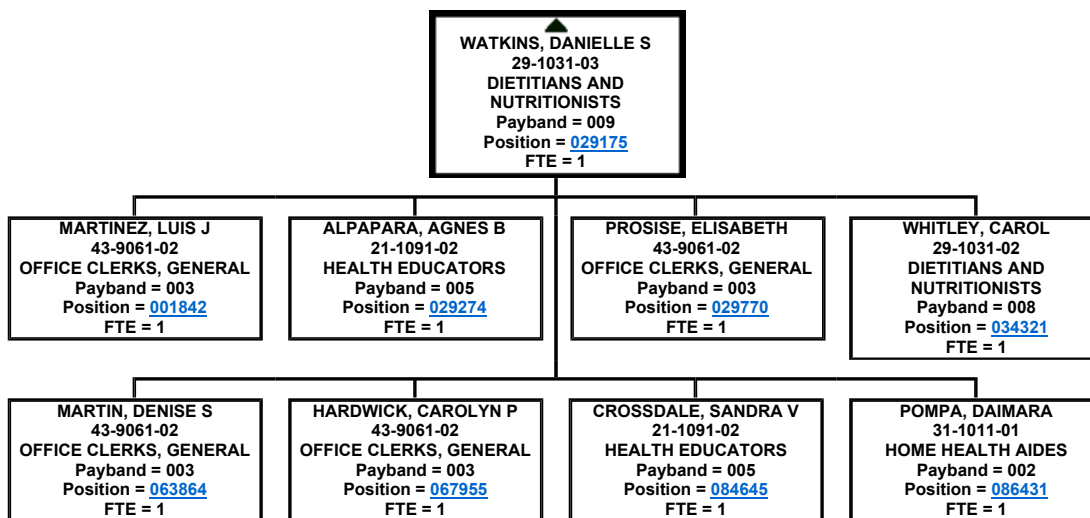 WATKINS, DANIELLE S
29-1031-03
DIETITIANS AND
NUTRITIONISTS
Payband = 009
Position = 029175
FTE = 1
MARTINEZ, LUIS J
43-9061-02
OFFICE CLERKS, GENERAL
Payband = 003
Position = 001842
FTE = 1
ALPAPARA, AGNES B
21-1091-02
HEALTH EDUCATORS
Payband = 005
Position = 029274
FTE = 1
PROSISE, ELISABETH
43-9061-02
OFFICE CLERKS, GENERAL
Payband = 003
Position = 029770
FTE = 1
WHITLEY, CAROL
29-1031-02
DIETITIANS AND
NUTRITIONISTS
Payband = 008
Position = 034321
FTE = 1
MARTIN, DENISE S
43-9061-02
OFFICE CLERKS, GENERAL
Payband = 003
Position = 063864
FTE = 1
HARDWICK, CAROLYN P
43-9061-02
OFFICE CLERKS, GENERAL
Payband = 003
Position = 067955
FTE = 1
CROSSDALE, SANDRA V
21-1091-02
HEALTH EDUCATORS
Payband = 005
Position = 084645
FTE = 1
POMPA, DAIMARA
31-1011-01
HOME HEALTH AIDES
Payband = 002
Position = 086431
FTE = 1